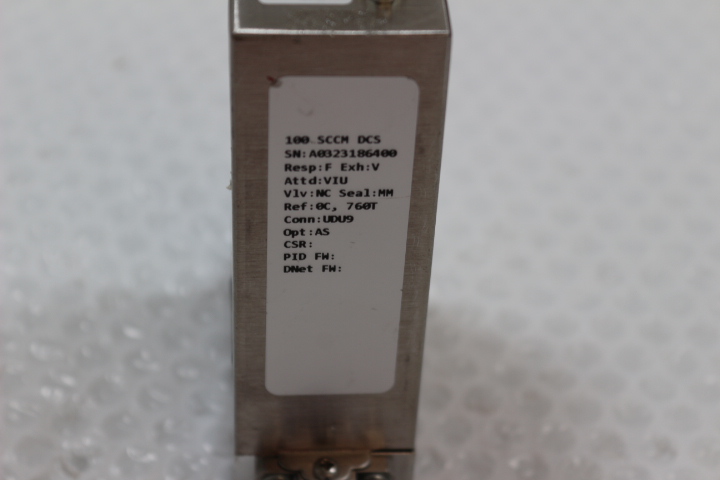 100 SCCM DCS
SN:A0323186400
Resp:F Exh:V
Attd:VIU
Vlv:NC Seal:MM
Ref:0C, 760T
Conn:UDU9
Opt:AS
CSR:
PID FW:
DNet FW: